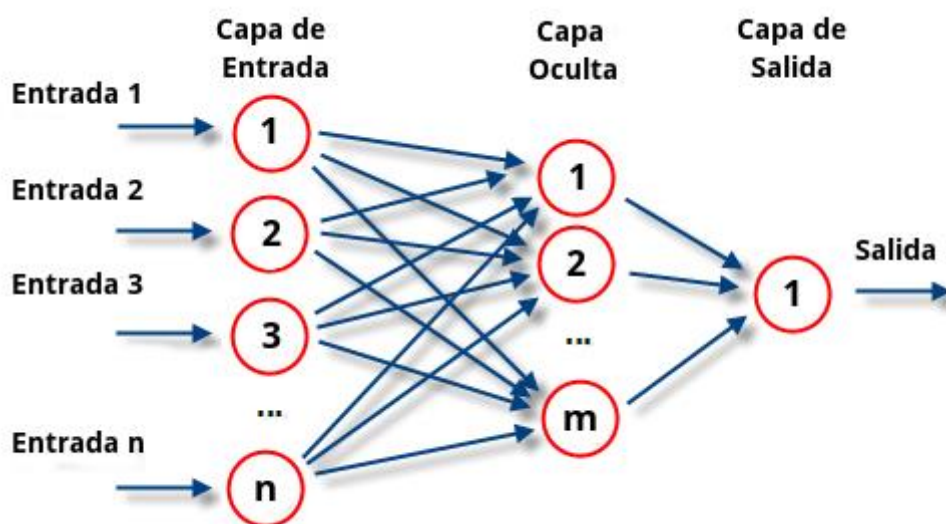 Capa de
Entrada
Capa
Oculta
Capa de
Salida
Entrada 1
1
Entrada 2
2
Entrada 3
3
...
Entrada n
n
1
2
...
m
1
Salida